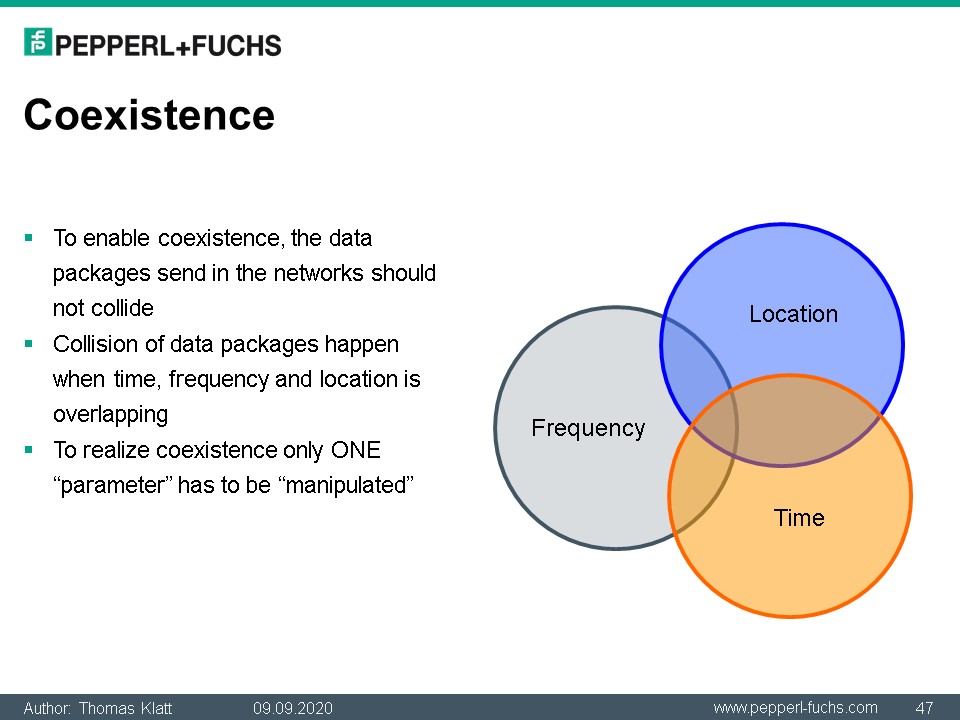 PEPPERL+FUCHS
Coexistence
To enable coexistence, the data
packages send in the networks should
not collide
Collision of data packages happen
when time, frequency and location is
overlapping
To realize coexistence only ONE
“parameter” has to be “manipulated”
Location
Frequency
Time
Author: Thomas Klatt 09.09.2020 www.pepperl-fuchs.com 47